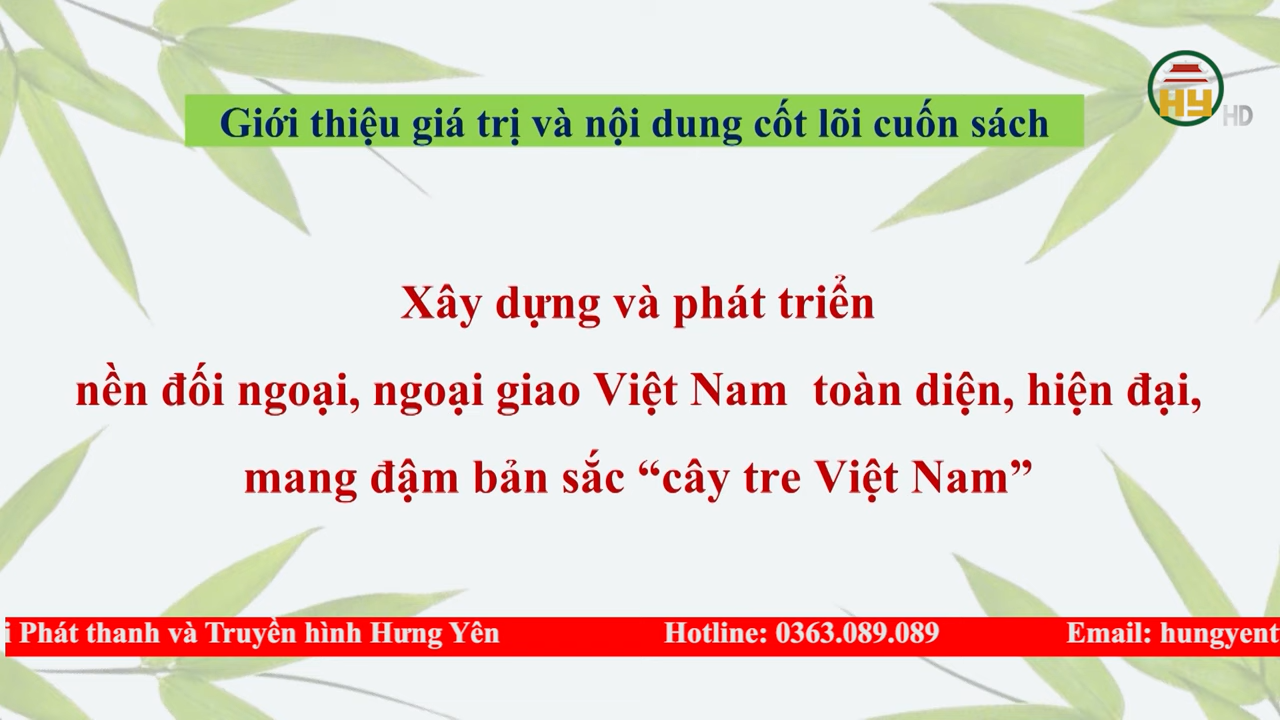 Giới thiệu giá trị và nội dung cốt lõi cuốn sách
HY HD
Xây dựng và phát triển
nền đối ngoại, ngoại giao Việt Nam toàn diện, hiện đại,
mang đậm bản sắc “cây tre Việt Nam”
i Phát thanh và Truyền hình Hưng Yên Hotline: 0363.089.089 Email: hungyent